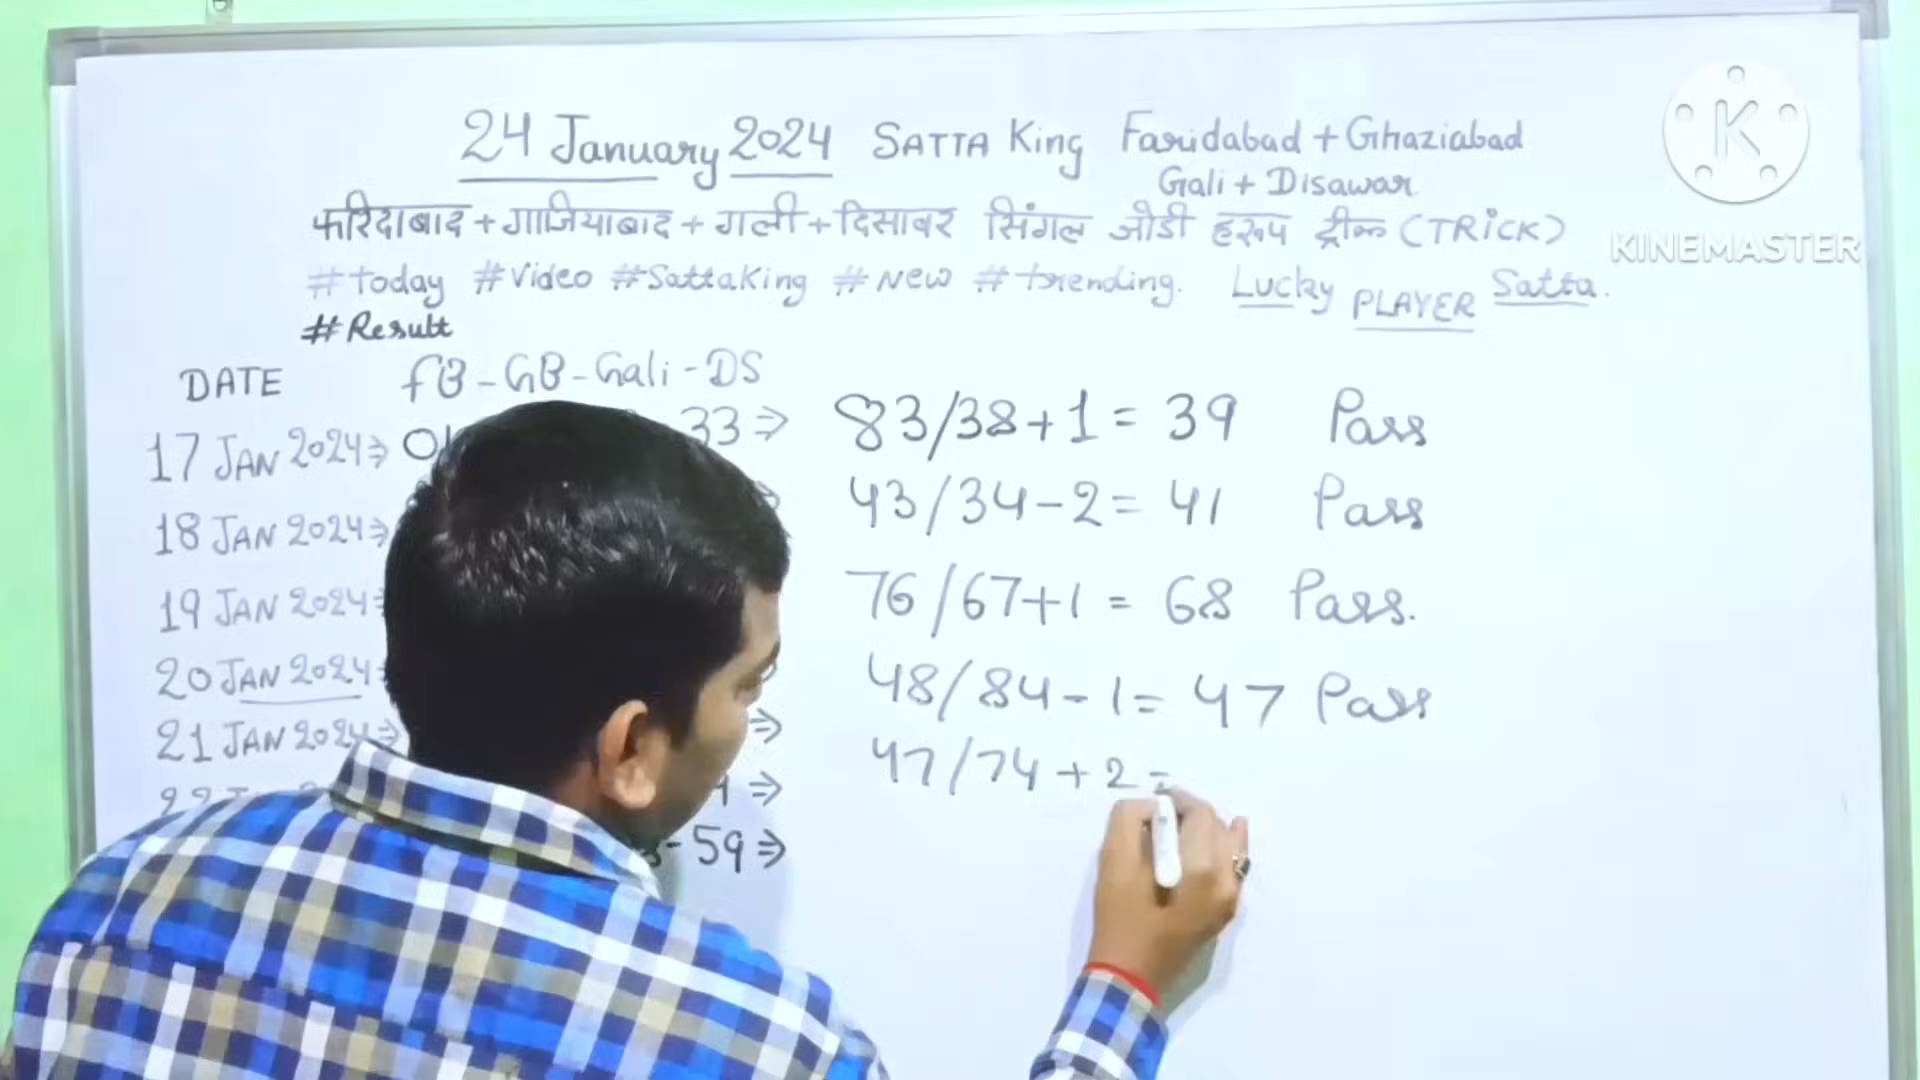 24 January 2024 SATTA King Faridabad + Ghaziabad
Gali + Disawar
फरिदाबाद + गाजियाबाद + गली + दिसावर सिंगल जोडी हरूप ट्रीक (TRiCK)
#Today #Video #SattaKing #New #trending. Lucky PLAYER Satta.
#Result
KINEMASTER
DATE fB-GB-Gali-DS
17 JAN 2024⇒ 33⇒ 83/38+1=39 Pass
18 JAN 2024⇒ 43/34-2=41 Pass
19 JAN 2024 76/67+1=68 Pass.
20 JAN 2024 48/84-1=47 Pass
21 JAN 2024⇒ ⇒ 47/74+2=
⇒
-59⇒